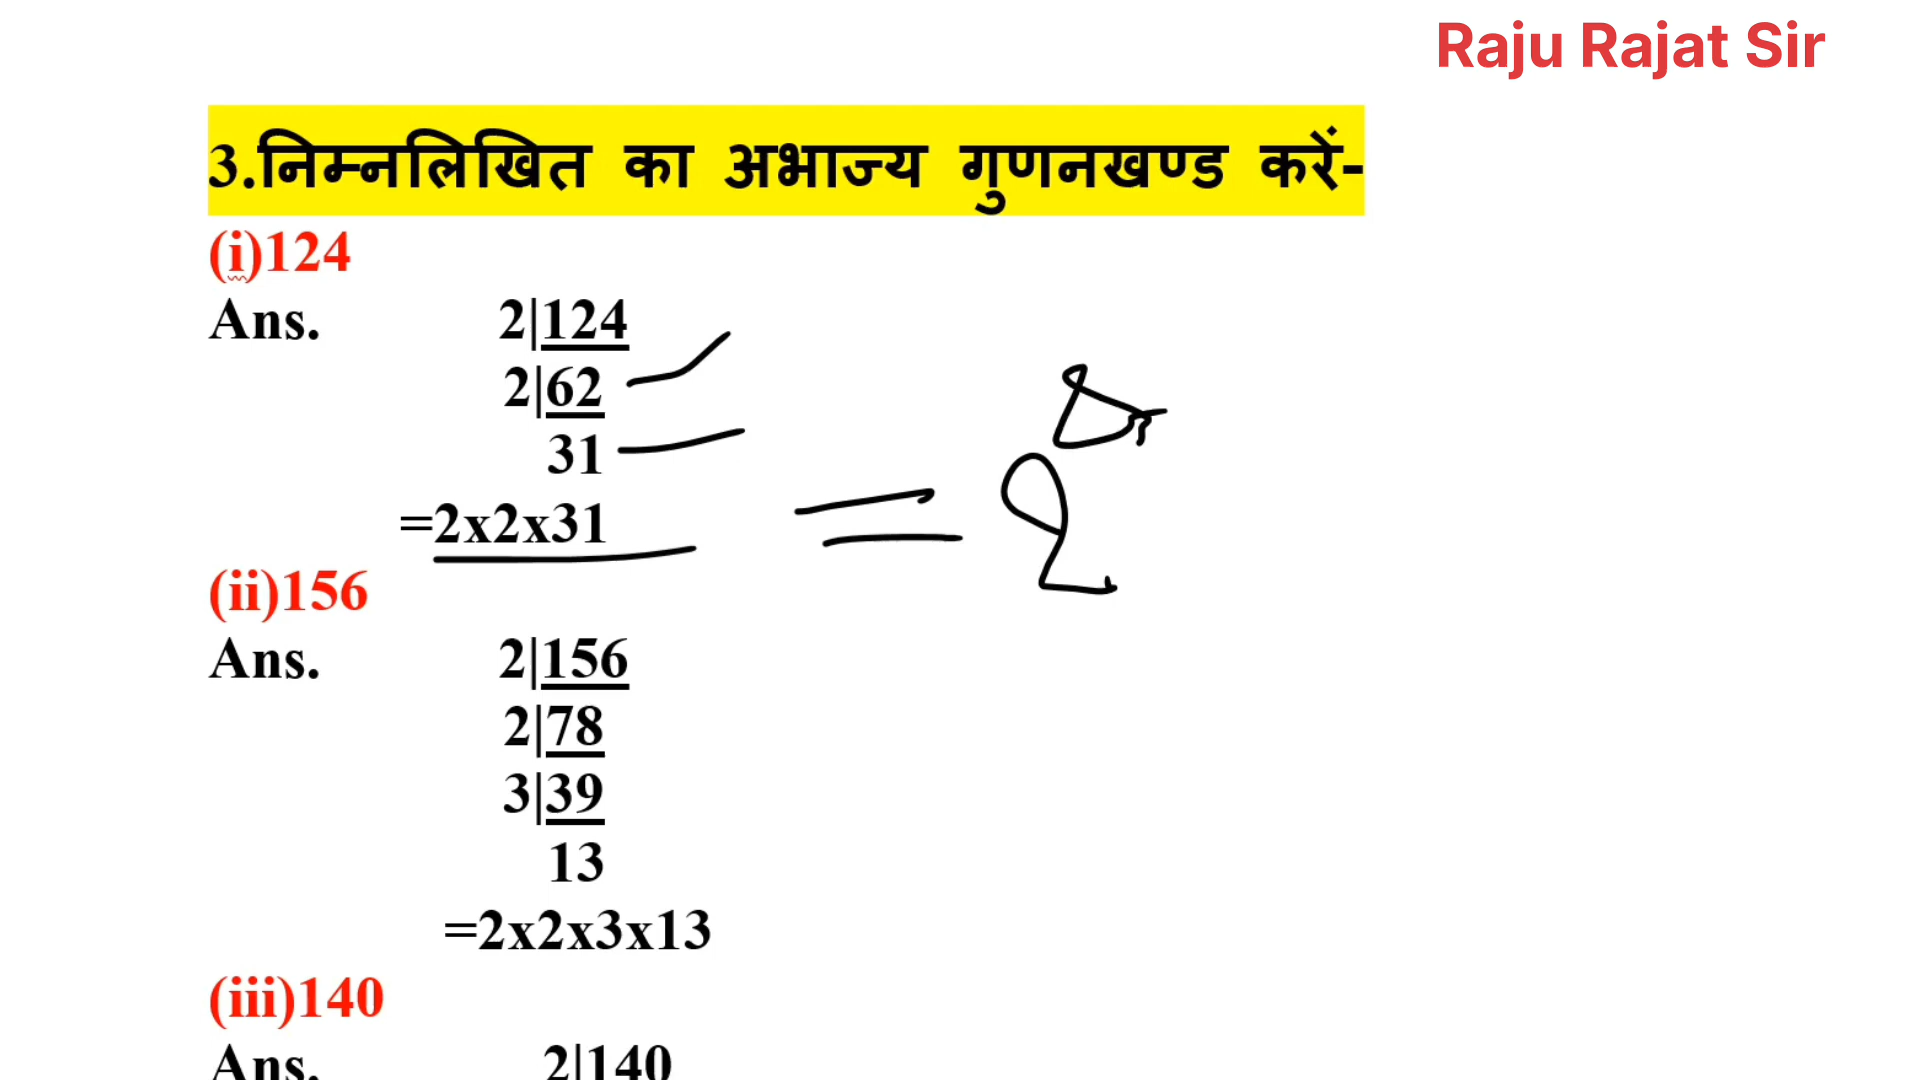 Raju Rajat Sir
3.निम्नलिखित का अभाज्य गुणनखण्ड करें-
(i)124
Ans. 2|124
2|62
31
=2x2x31 = 2
(ii)156
Ans. 2|156
2|78
3|39
13
=2x2x3x13
(iii)140
Ans. 2|140